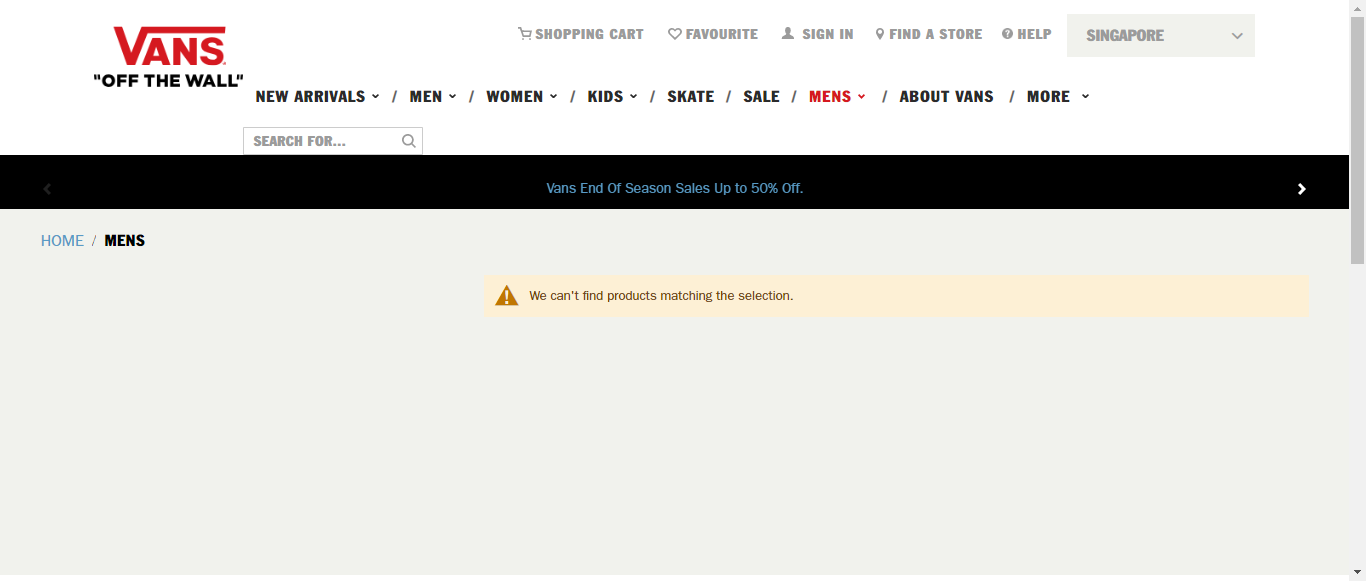 VANS
"OFF THE WALL"
SHOPPING CART FAVOURITE SIGN IN FIND A STORE HELP SINGAPORE
NEW ARRIVALS / MEN / WOMEN / KIDS / SKATE / SALE / MENS / ABOUT VANS / MORE
SEARCH FOR...
Vans End Of Season Sales Up to 50% Off.
HOME / MENS
We can't find products matching the selection.